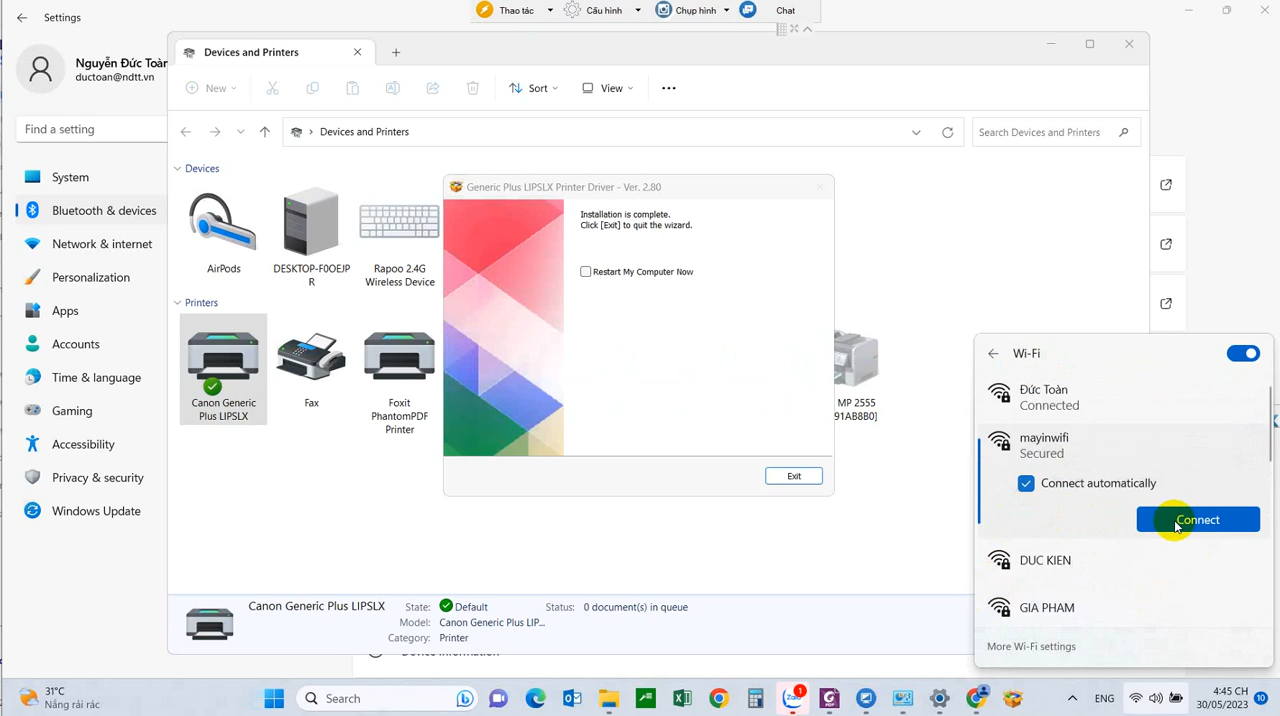 Settings
Thao tác
Cấu hình
Chụp hình
Chat
Nguyễn Đức Toàn
ductoan@ndtt.vn
Find a setting
System
Bluetooth & devices
Network & internet
Personalization
Apps
Accounts
Time & language
Gaming
Accessibility
Privacy & security
Windows Update
Devices and Printers
New
Sort
View
Devices and Printers
Search Devices and Printers
Devices
AirPods
DESKTOP-F0OEJP
R
Rapoo 2.4G
Wireless Device
Printers
Canon Generic
Plus LIPSLX
Fax
Foxit
PhantomPDF
Printer
MP 2555
91AB8B0]
Generic Plus LIPSLX Printer Driver - Ver. 2.80
Installation is complete.
Click [Exit] to quit the wizard.
Restart My Computer Now
Exit
Canon Generic Plus LIPSLX
State:
Default
Status:
0 document(s) in queue
Model:
Canon Generic Plus LIP...
Category:
Printer
Wi-Fi
Đức Toàn
Connected
mayinwifi
Secured
Connect automatically
Connect
DUC KIEN
GIA PHAM
More Wi-Fi settings
31°C
Nắng rải rác
Search
Zalo
1
ENG
4:45 CH
30/05/2023
10